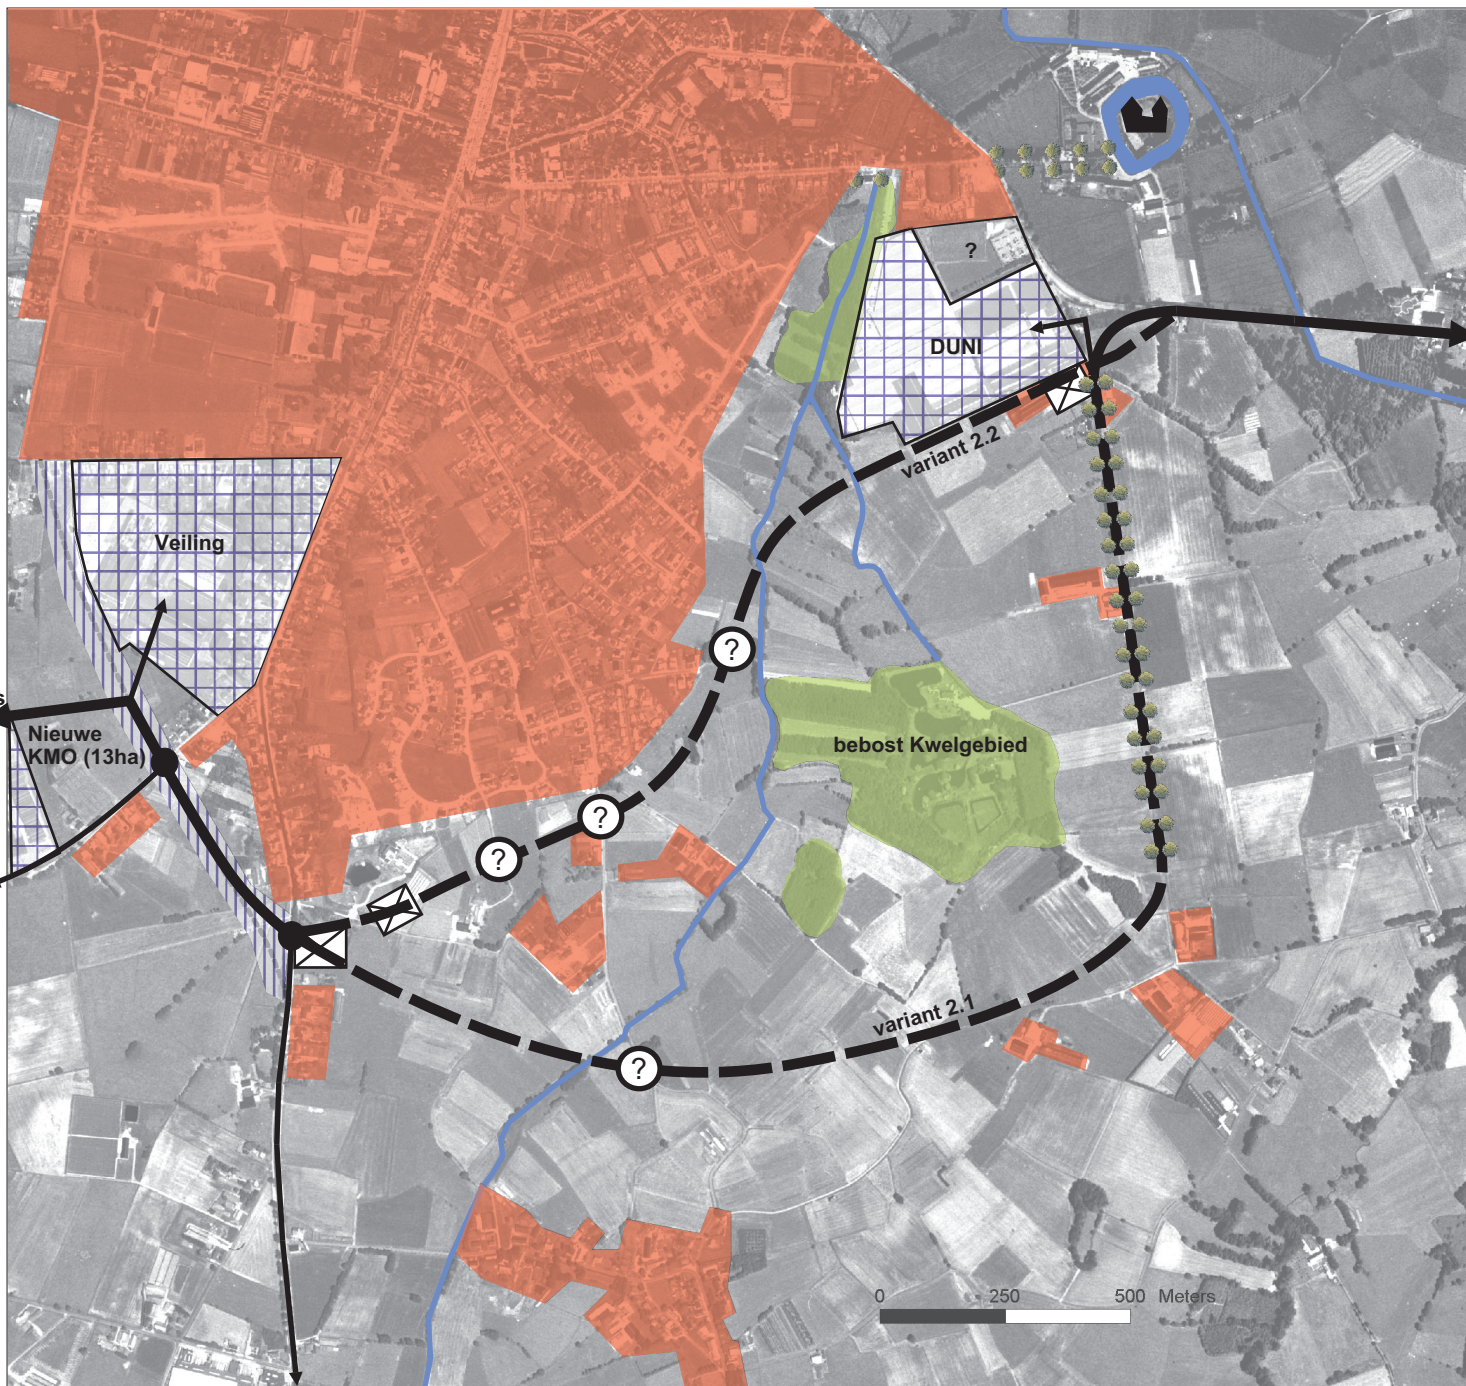 ?
DUNI
variant 2.2
Veiling
?
s
Nieuwe
KMO (13ha)
bebost Kwelgebied
?
?
variant 2.1
?
0 250 500 Meters